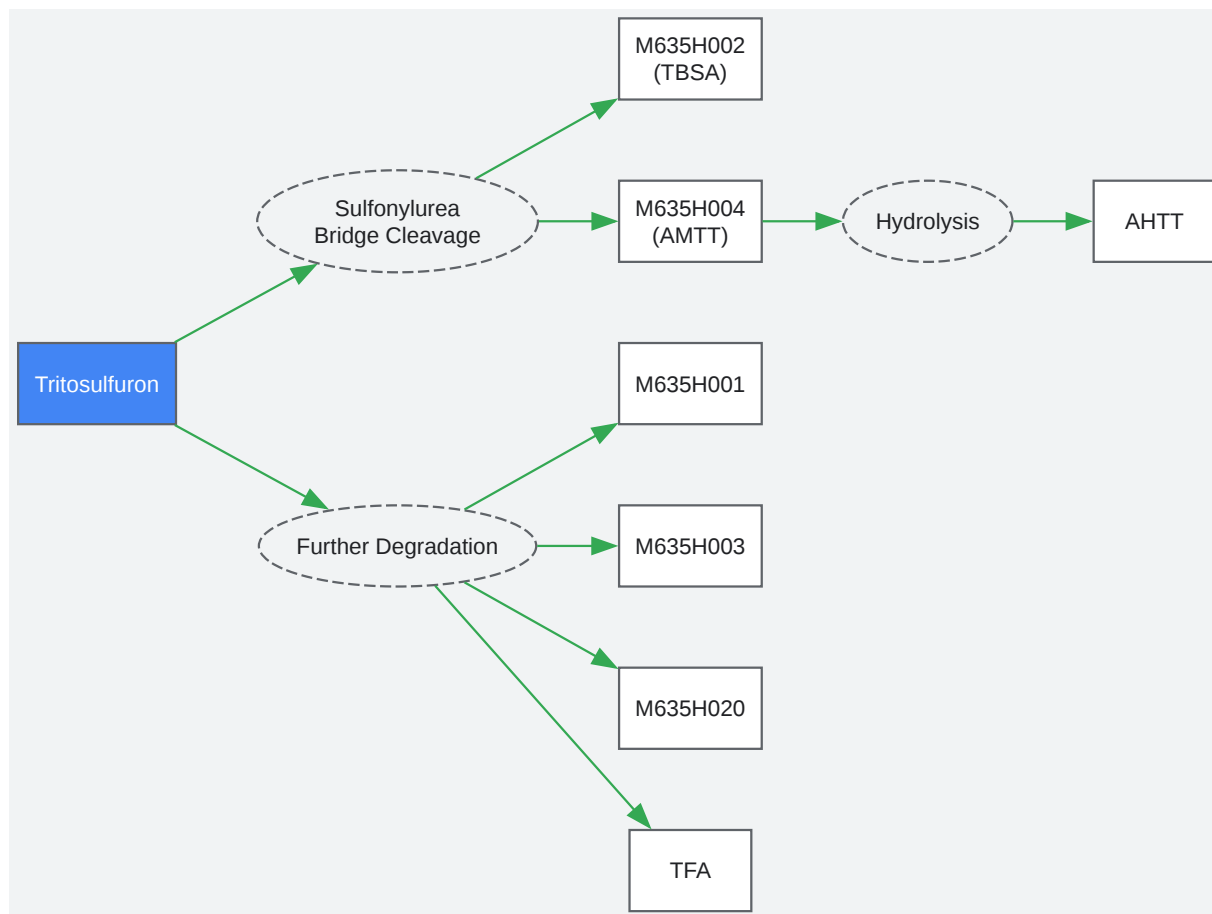 M635H002
(TBSA)
Sulfonylurea
Bridge Cleavage
M635H004
(AMTT)
Hydrolysis
AHTT
Tritosulfuron
M635H001
Further Degradation
M635H003
M635H020
TFA